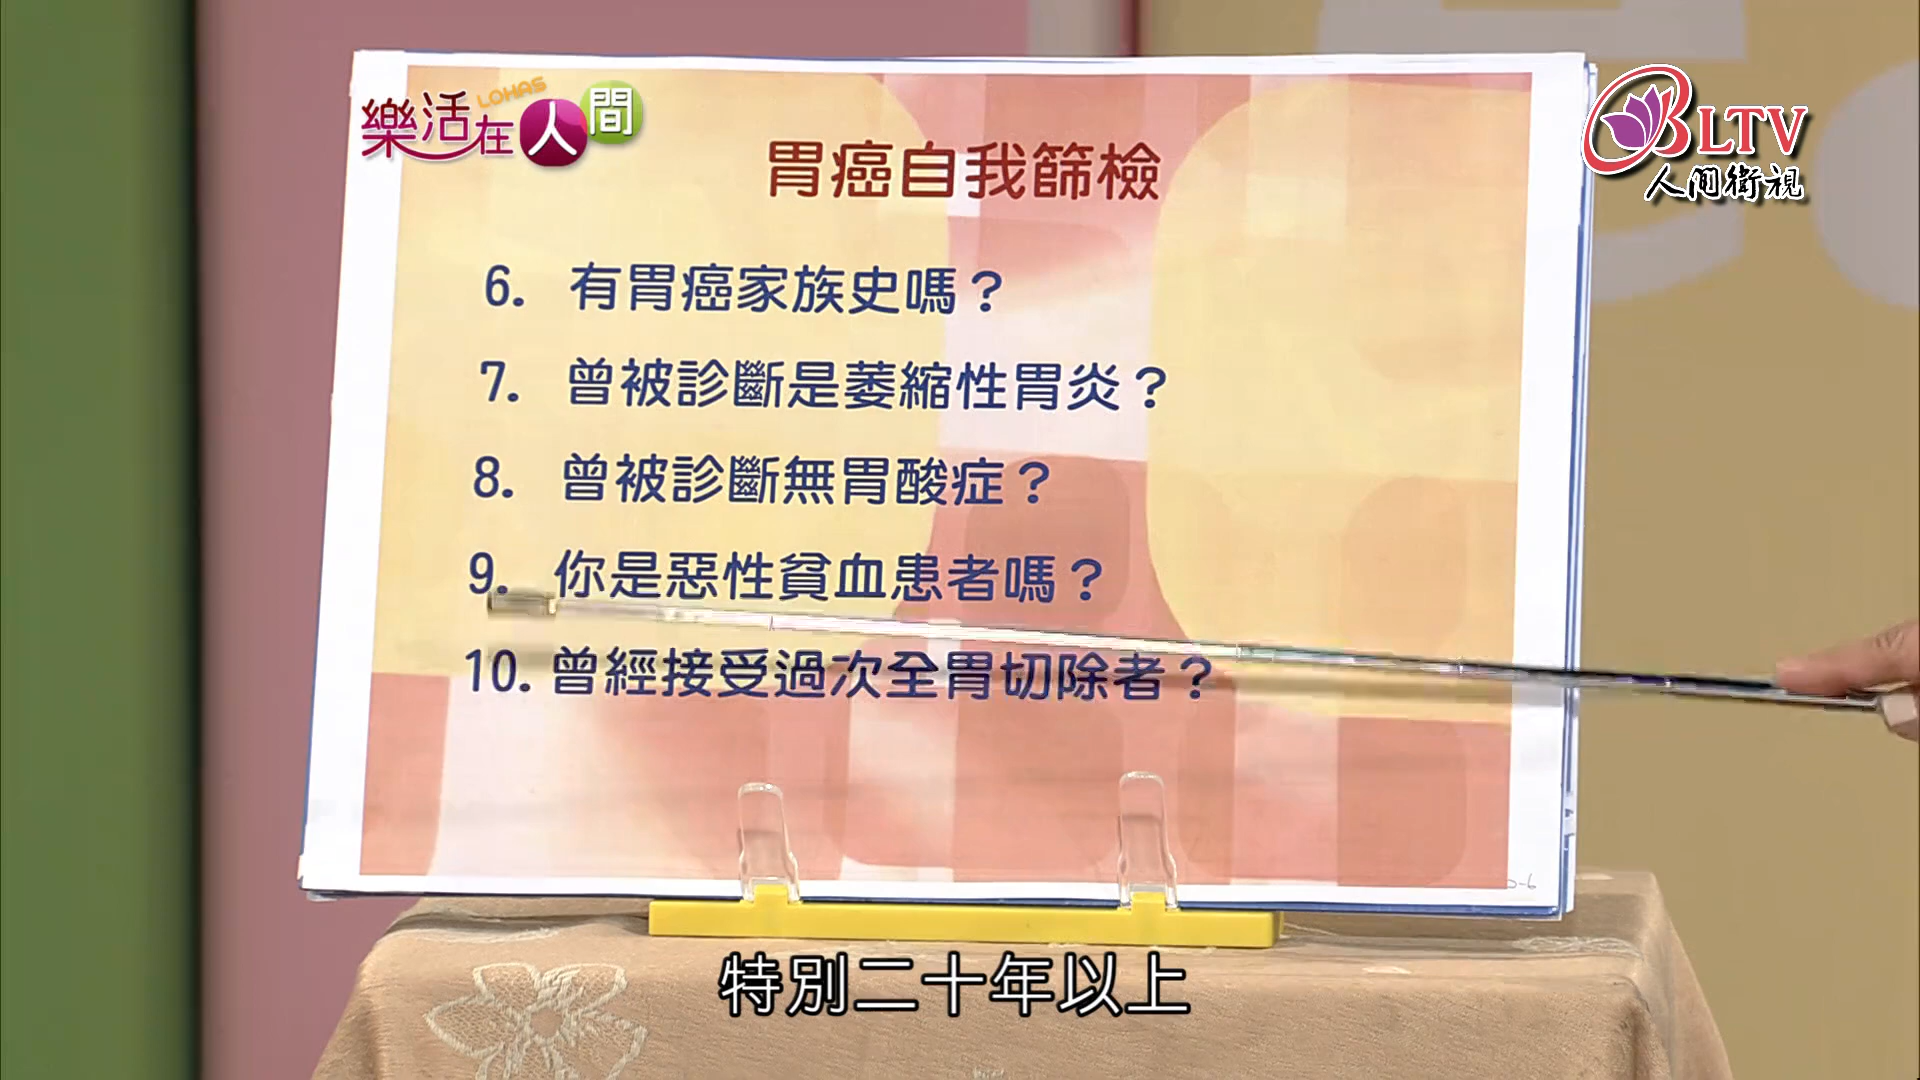 樂活在人間
LOHAS
BLTV
人間衛視
胃癌自我篩檢
6. 有胃癌家族史嗎？
7. 曾被診斷是萎縮性胃炎？
8. 曾被診斷無胃酸症？
9. 你是惡性貧血患者嗎？
10. 曾經接受過次全胃切除者？
特別二十年以上